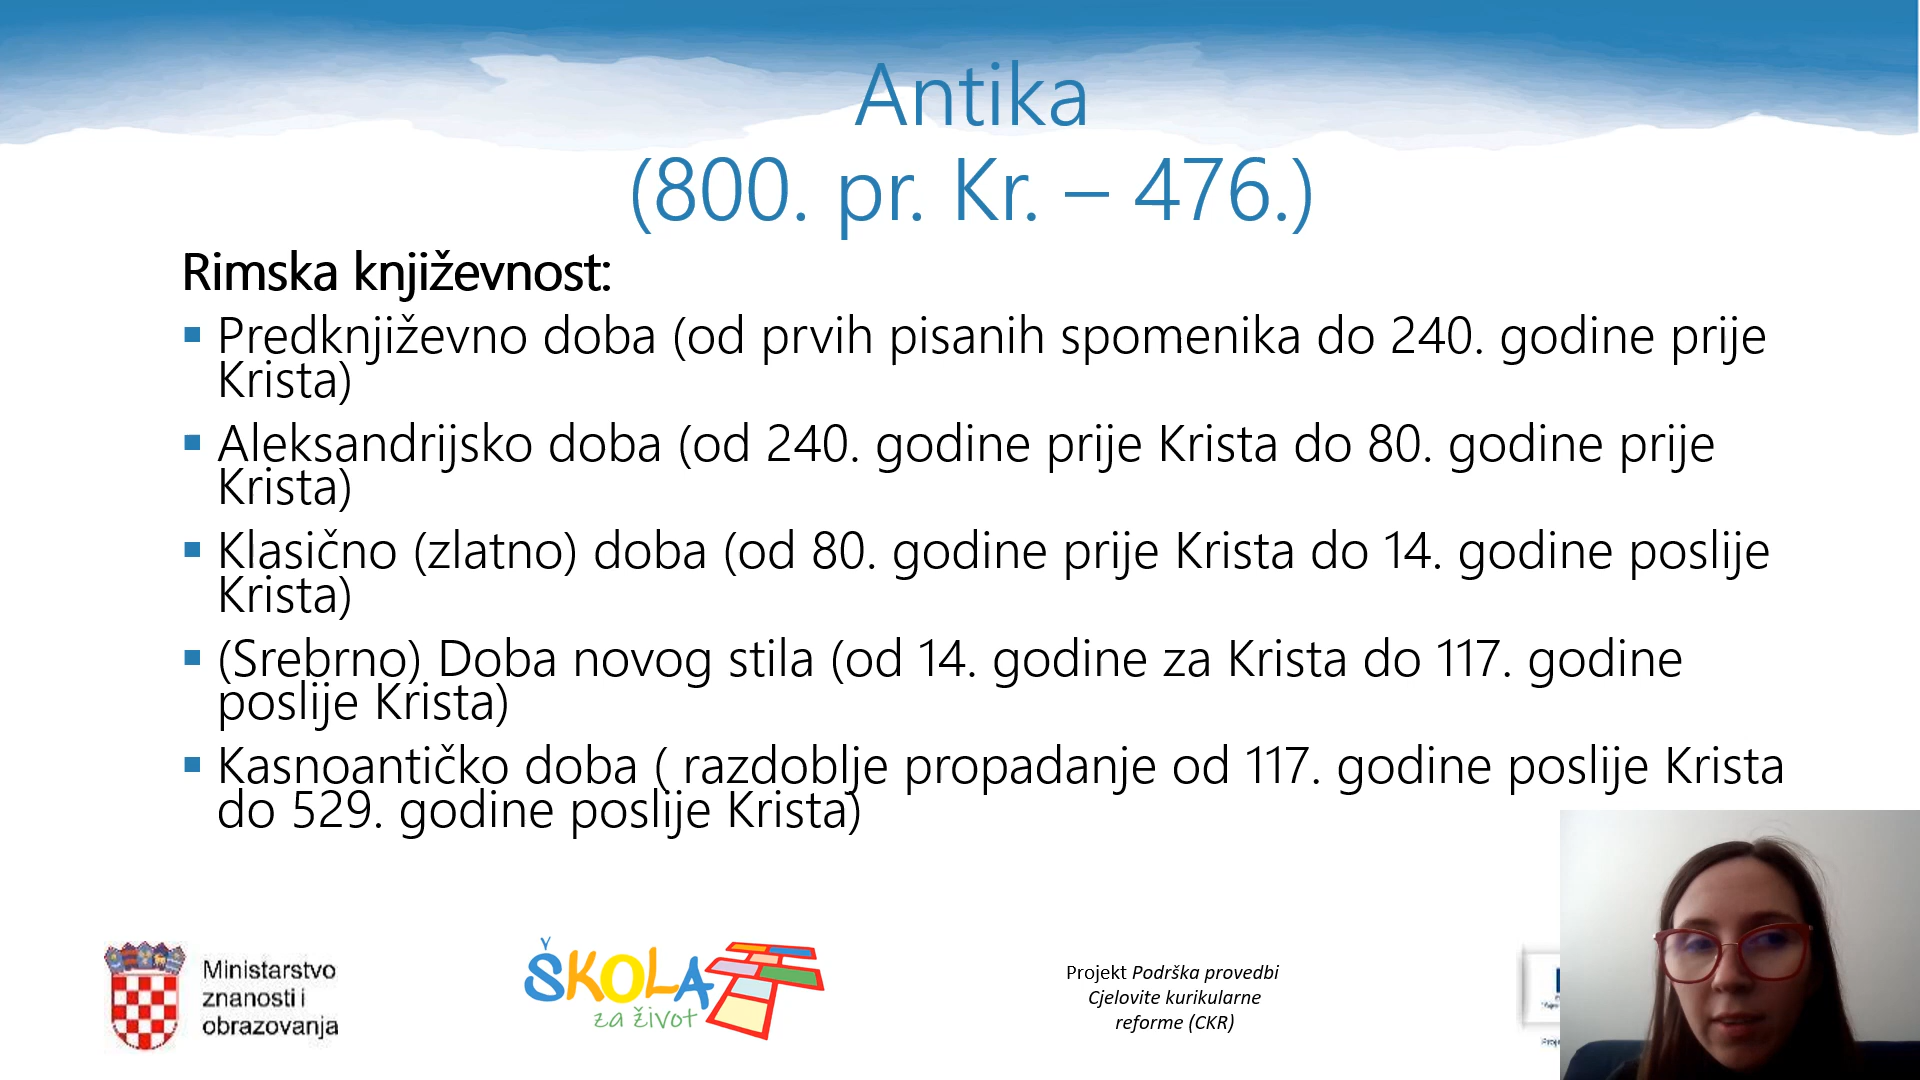 Antika
(800. pr. Kr. – 476.)
Rimska književnost:
▪ Predknjiževno doba (od prvih pisanih spomenika do 240. godine prije
Krista)
▪ Aleksandrijsko doba (od 240. godine prije Krista do 80. godine prije
Krista)
▪ Klasično (zlatno) doba (od 80. godine prije Krista do 14. godine poslije
Krista)
▪ (Srebrno) Doba novog stila (od 14. godine za Krista do 117. godine
poslije Krista)
▪ Kasnoantičko doba ( razdoblje propadanje od 117. godine poslije Krista
do 529. godine poslije Krista)
Ministarstvo
znanosti i
obrazovanja
ŠKOLA
za život
Projekt Podrška provedbi
Cjelovite kurikularne
reforme (CKR)